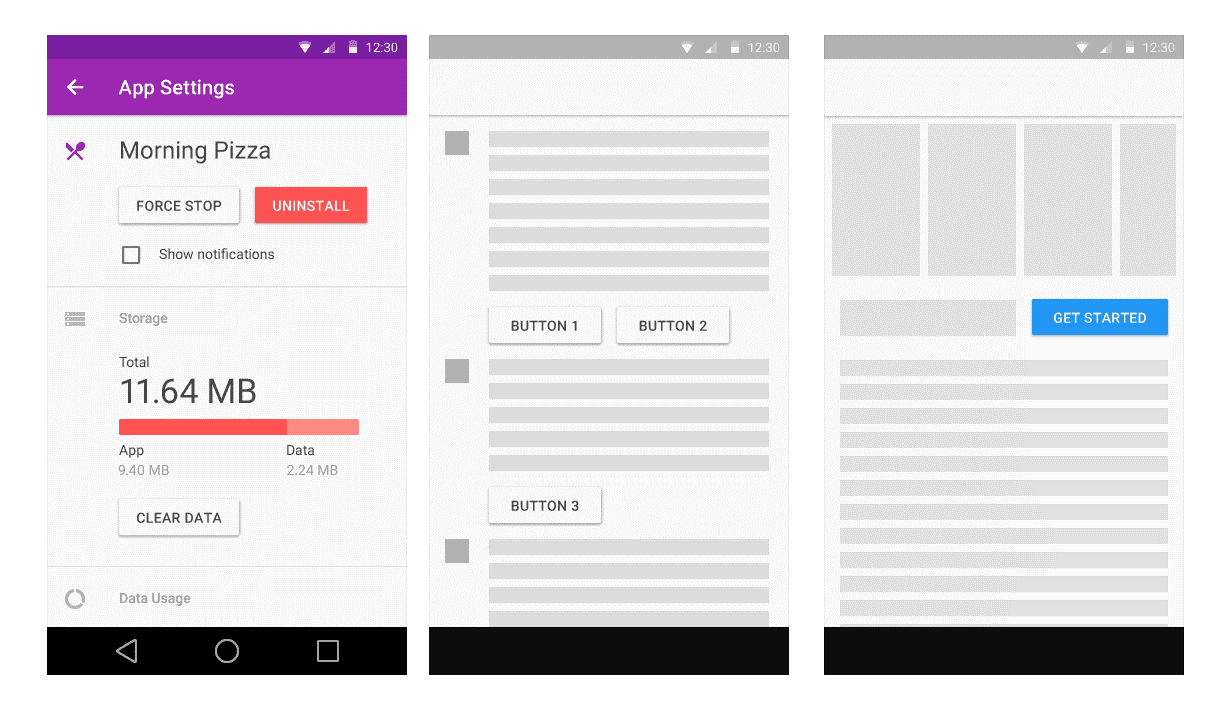 12:30
App Settings
Morning Pizza
FORCE STOP UNINSTALL
Show notifications
Storage
Total
11.64 MB
App Data
9.40 MB 2.24 MB
CLEAR DATA
Data Usage
12:30
BUTTON 1 BUTTON 2
BUTTON 3
12:30
GET STARTED